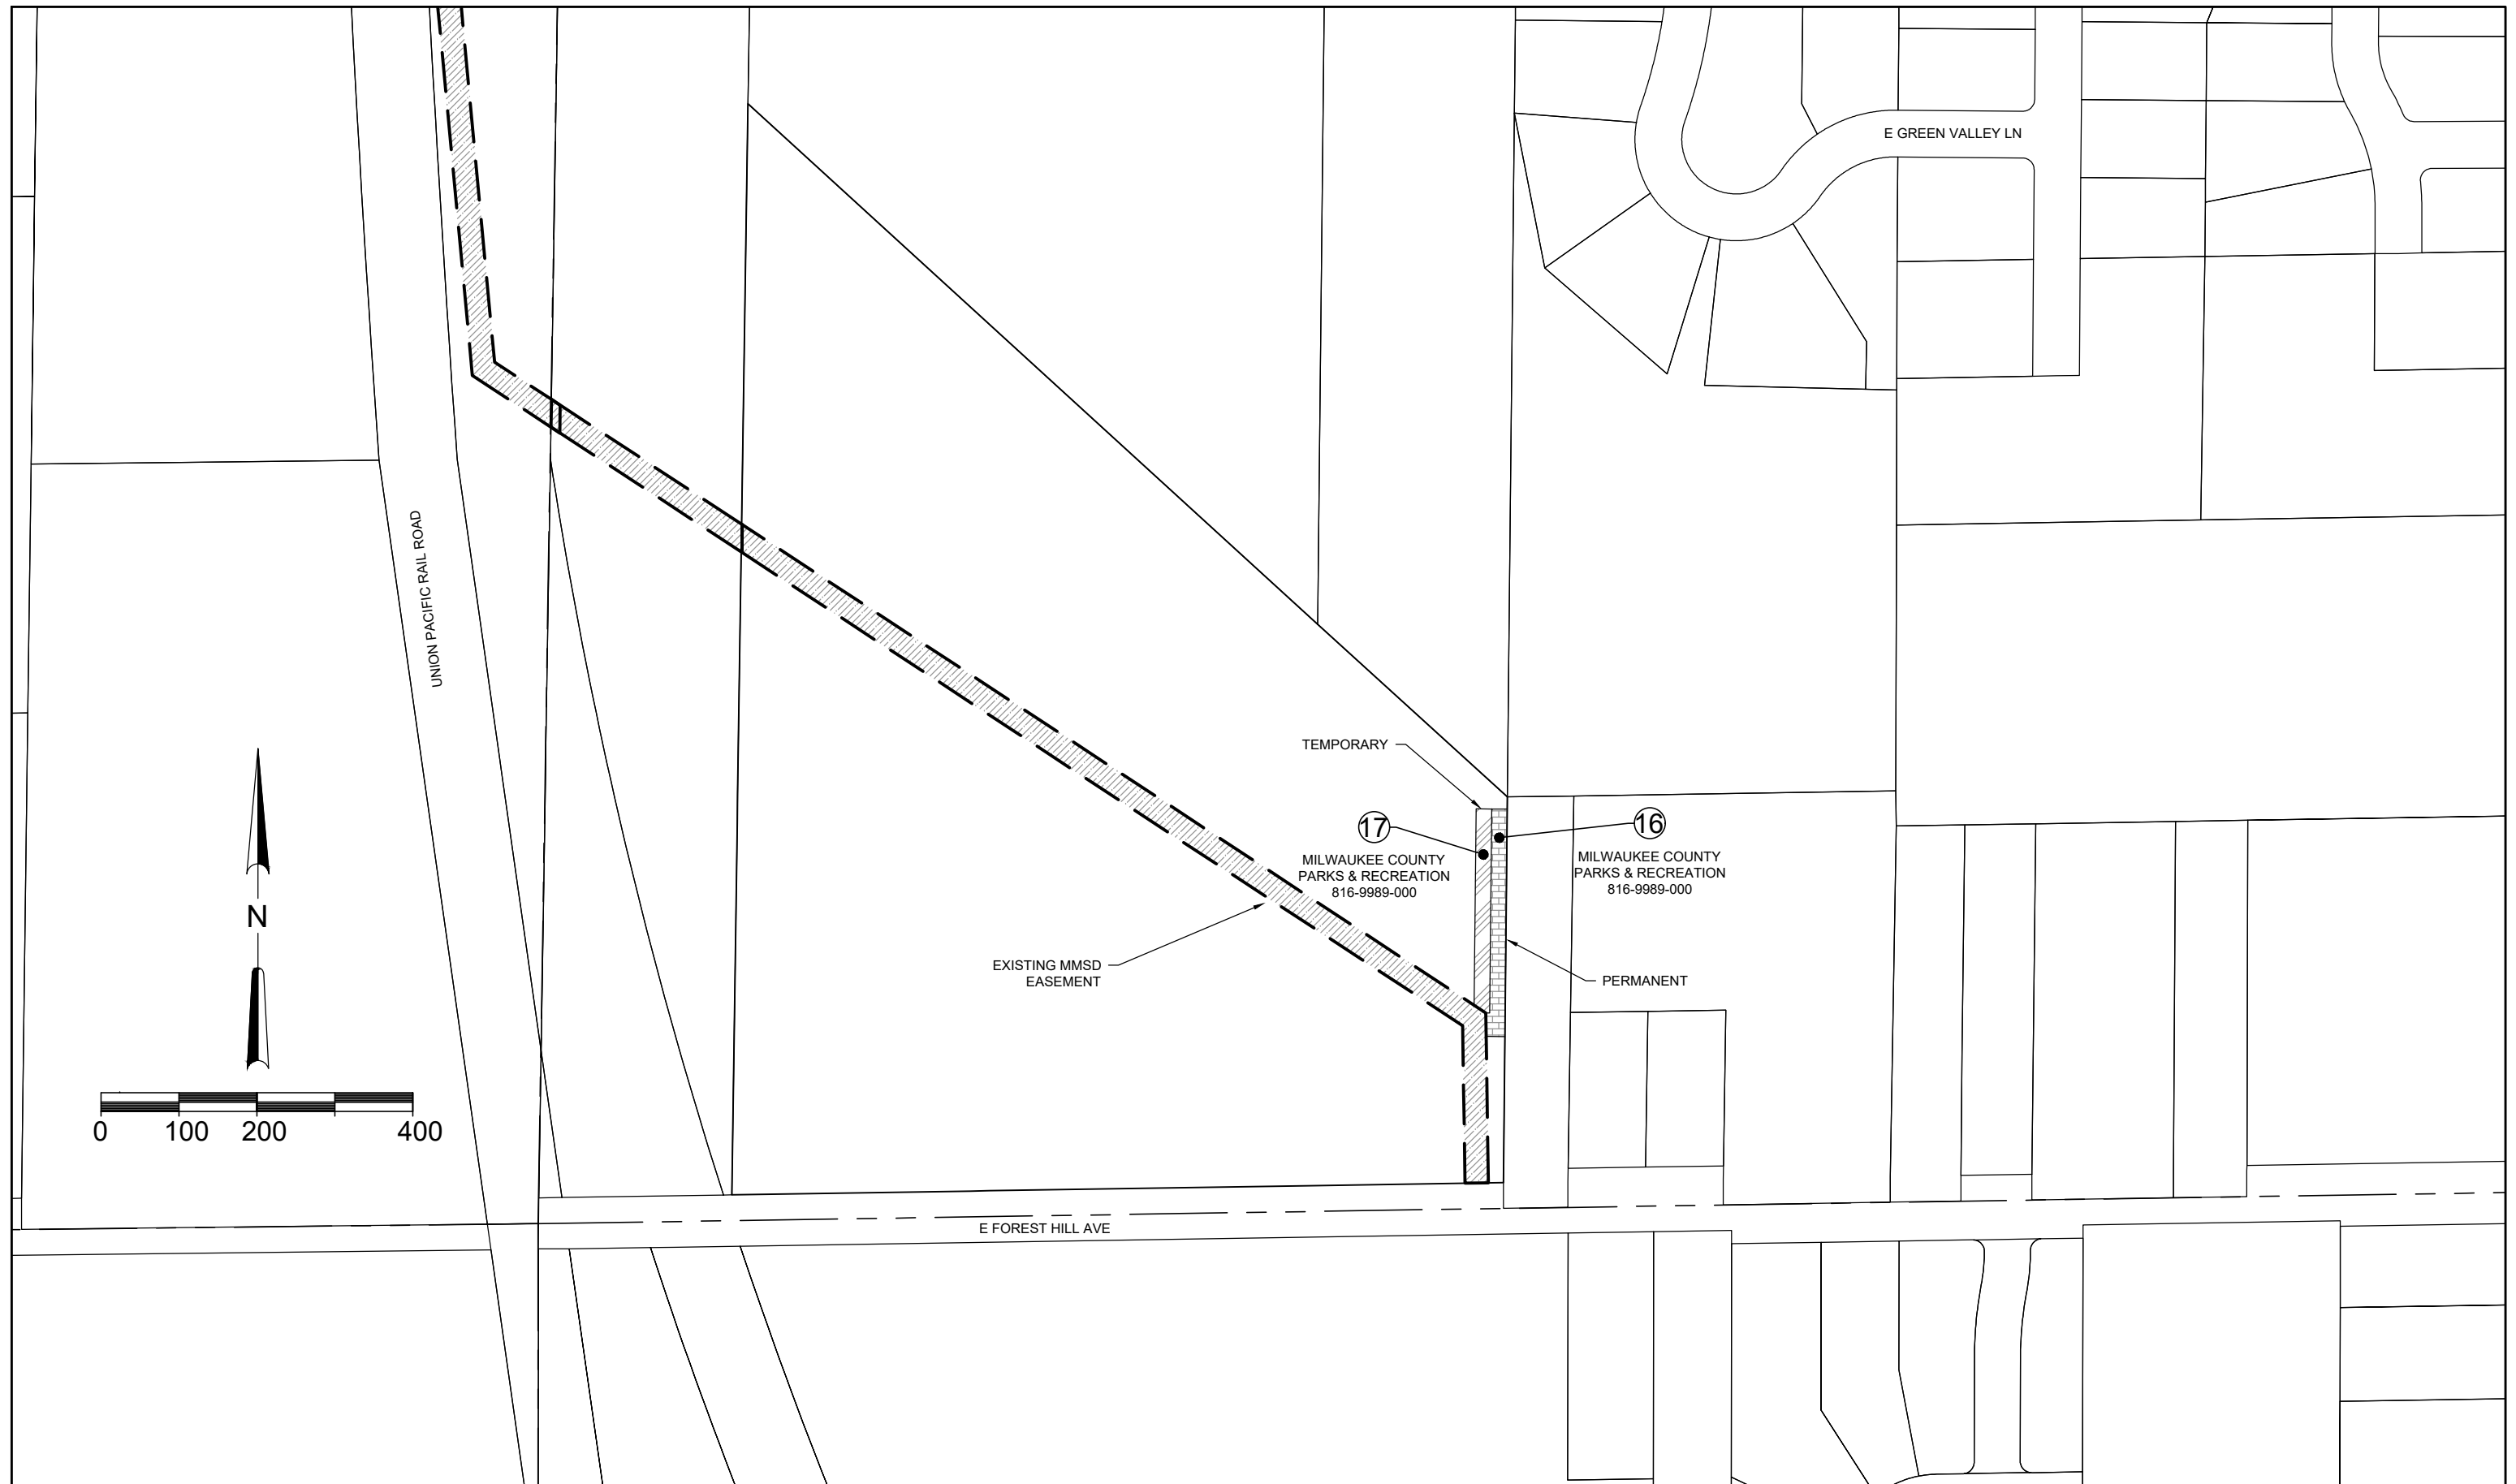 E GREEN VALLEY LN
UNION PACIFIC RAIL ROAD
TEMPORARY
17
MILWAUKEE COUNTY
PARKS & RECREATION
816-9989-000
16
MILWAUKEE COUNTY
PARKS & RECREATION
816-9989-000
EXISTING MMSD
EASEMENT
PERMANENT
N
0 100 200 400
E FOREST HILL AVE